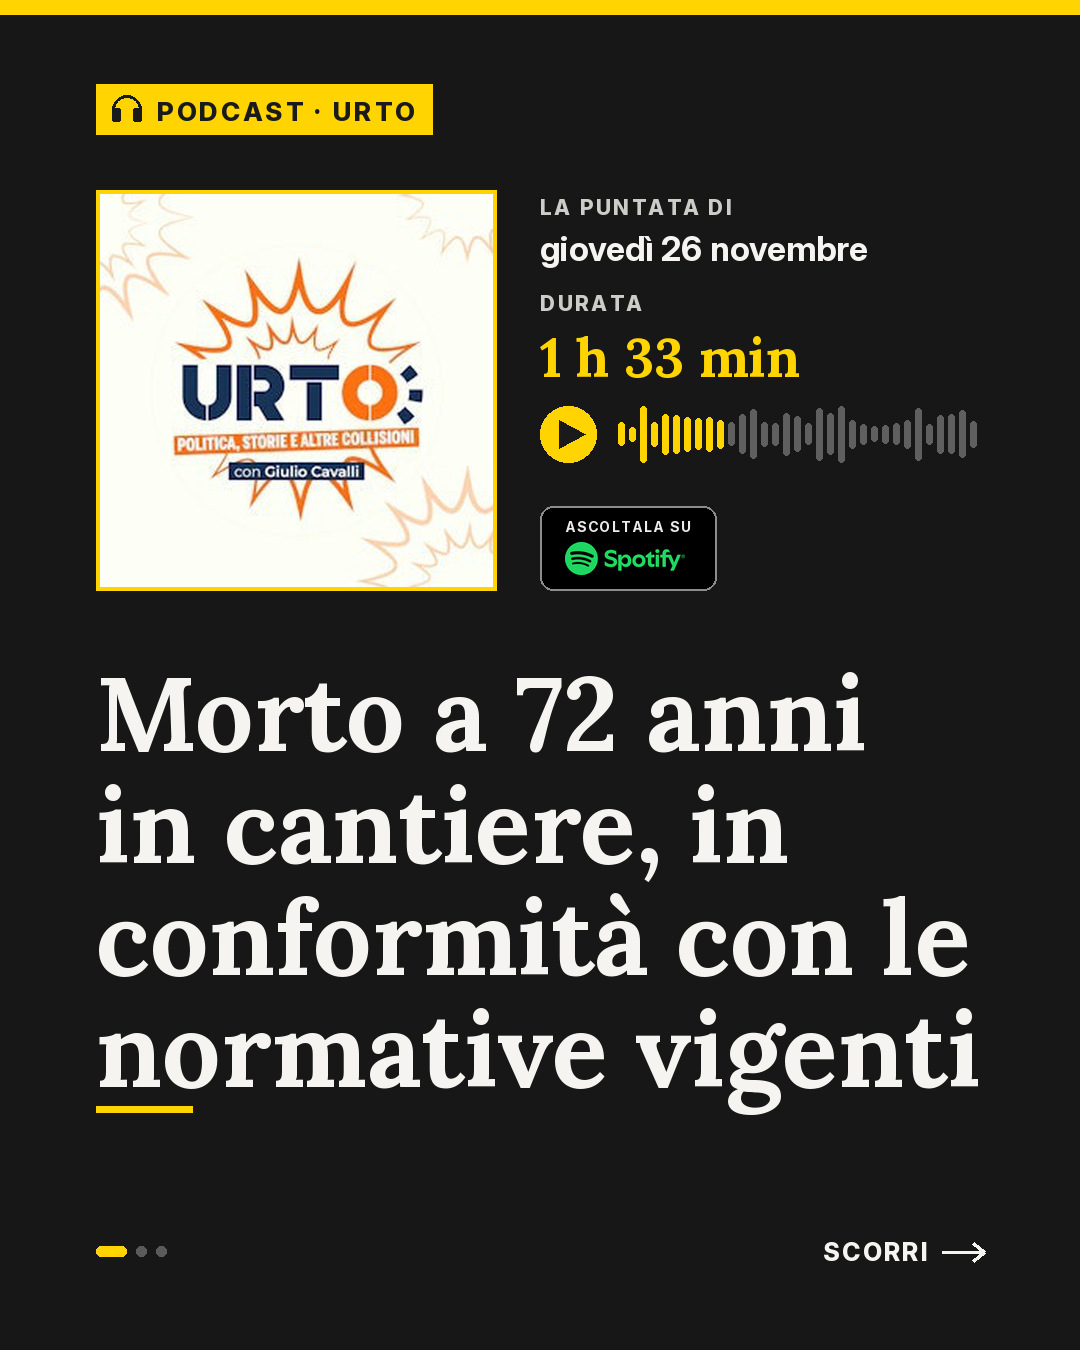 PODCAST · URTO
URTO
POLITICA, STORIE E ALTRE COLLISIONI
con Giulio Cavalli
LA PUNTATA DI
giovedì 26 novembre
DURATA
1 h 33 min
ASCOLTALA SU
Spotify
Morto a 72 anni
in cantiere, in
conformità con le
normative vigenti
SCORRI